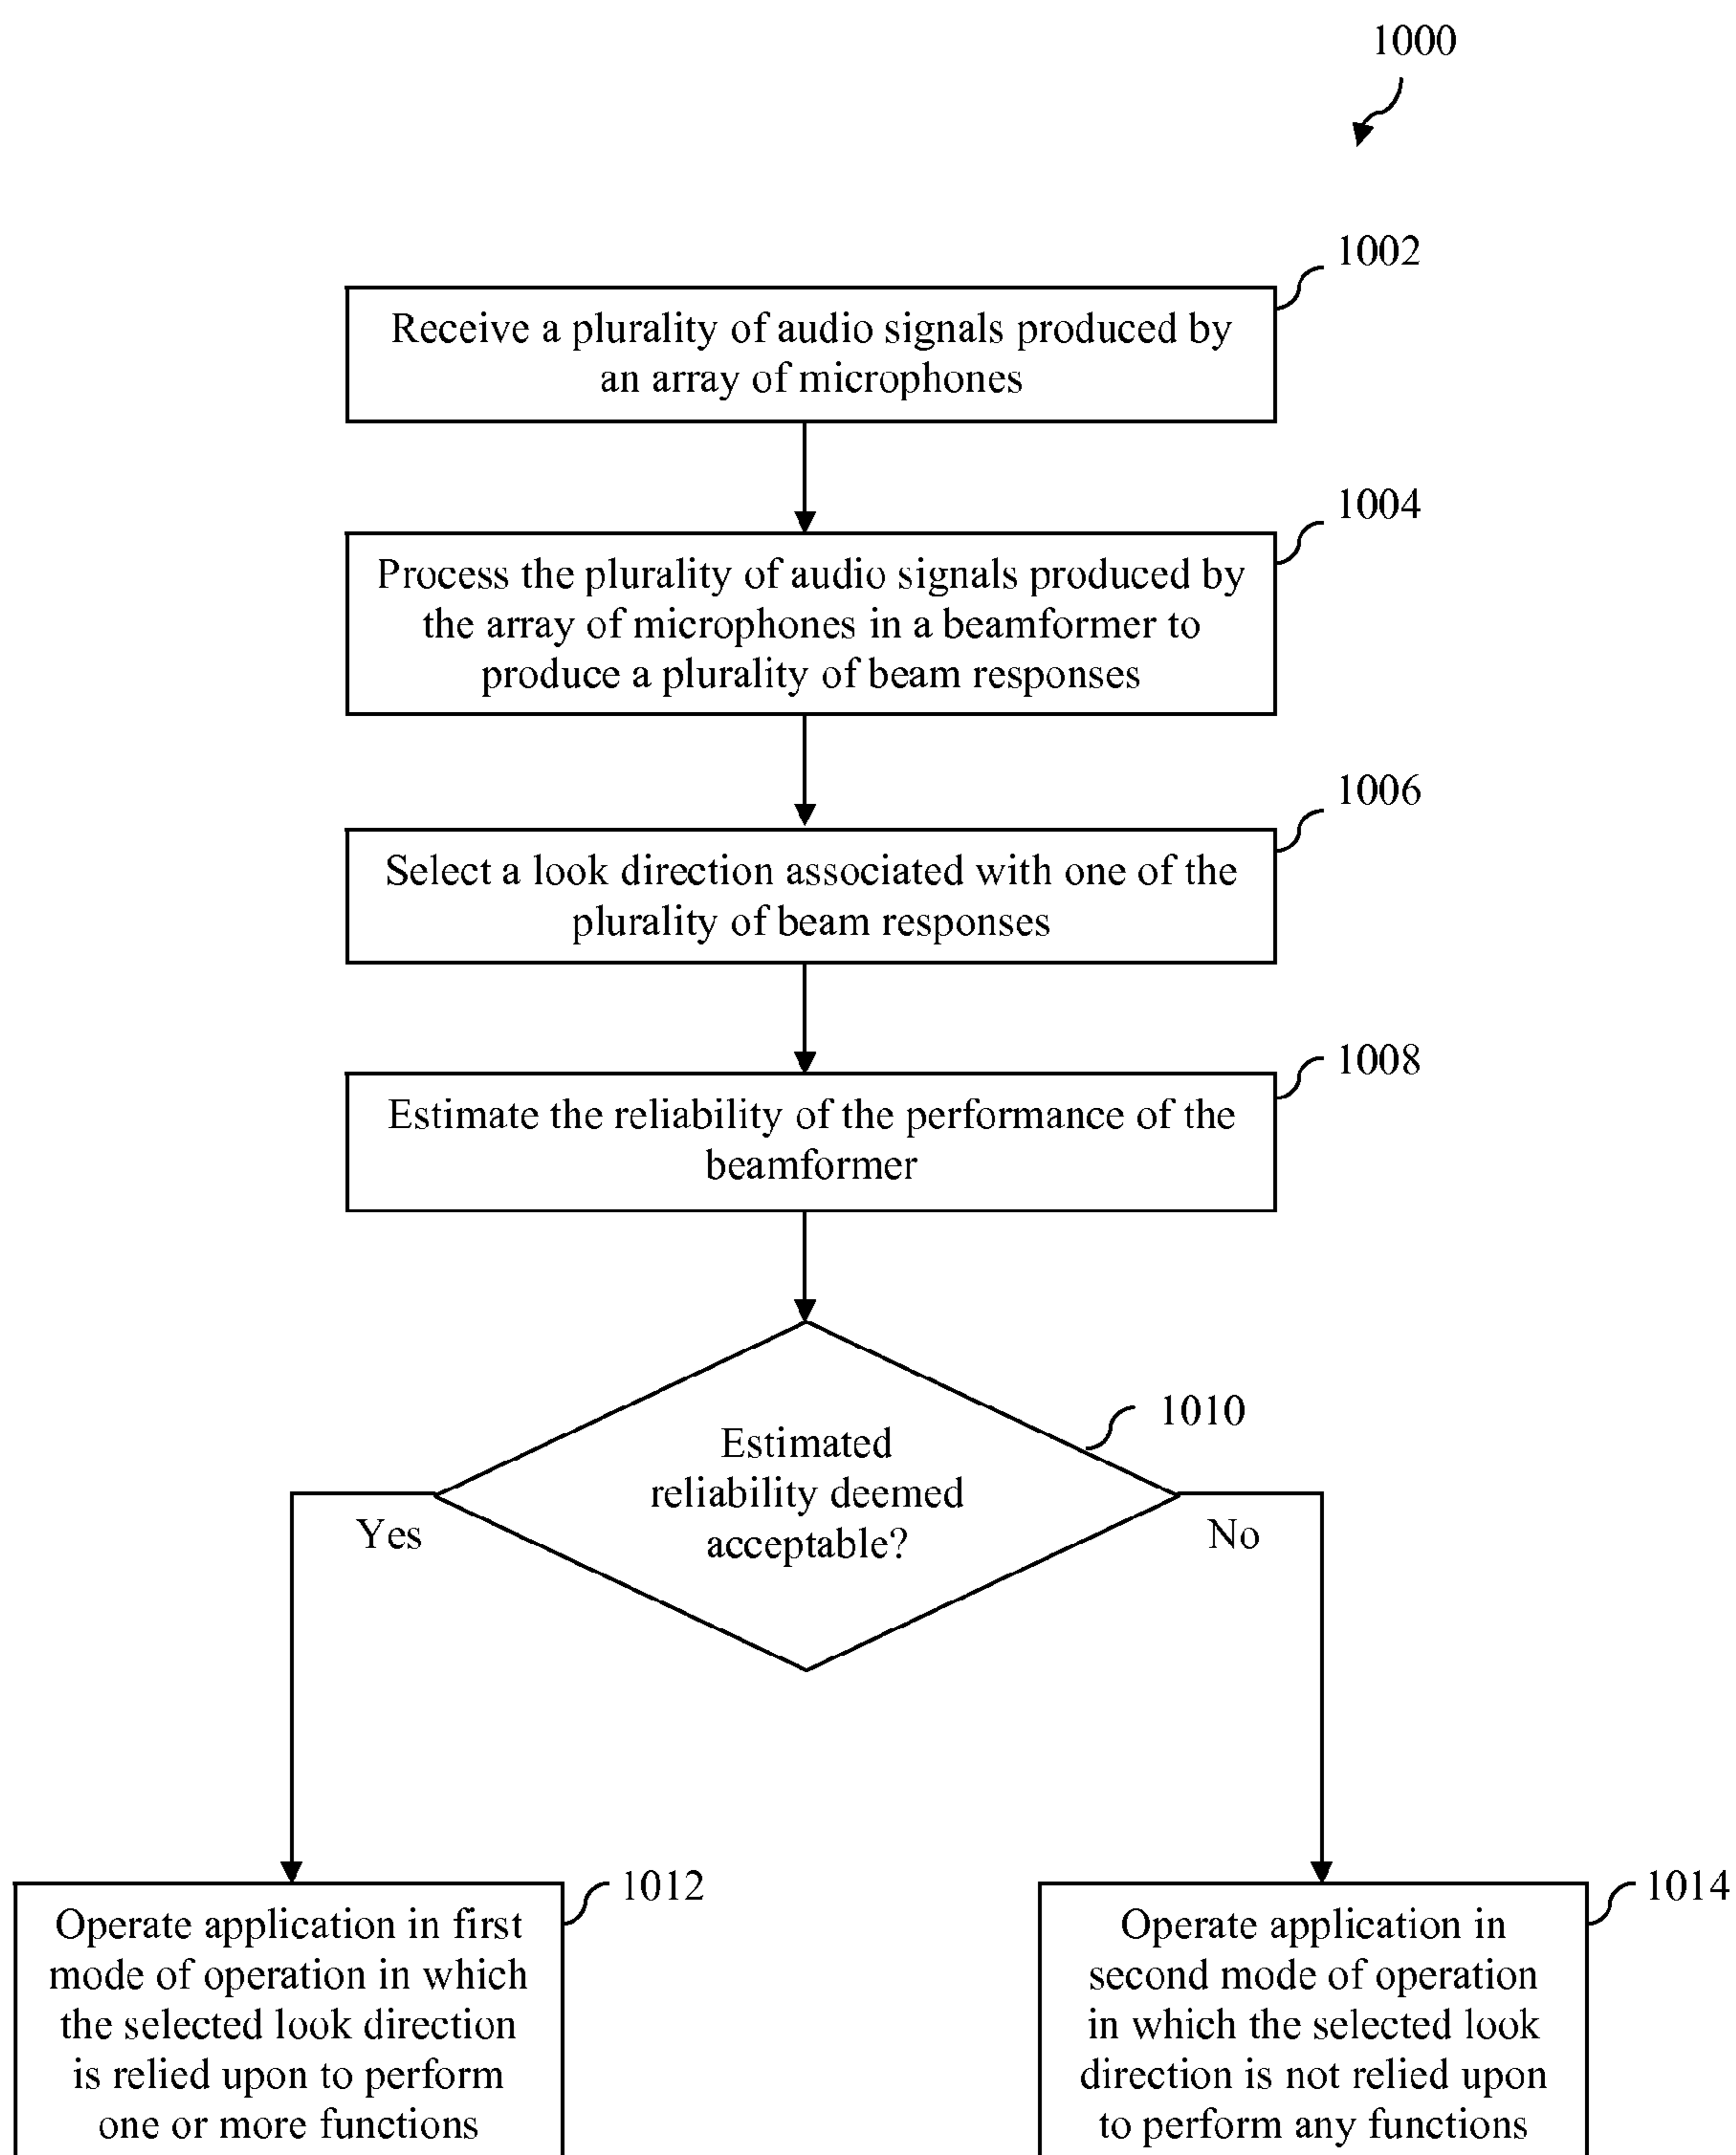 1000
1002
Receive a plurality of audio signals produced by
an array of microphones
1004
Process the plurality of audio signals produced by
the array of microphones in a beamformer to
produce a plurality of beam responses
1006
Select a look direction associated with one of the
plurality of beam responses
1008
Estimate the reliability of the performance of the
beamformer
1010
Estimated
reliability deemed
acceptable?
Yes
No
1012
Operate application in first
mode of operation in which
the selected look direction
is relied upon to perform
one or more functions
1014
Operate application in
second mode of operation
in which the selected look
direction is not relied upon
to perform any functions